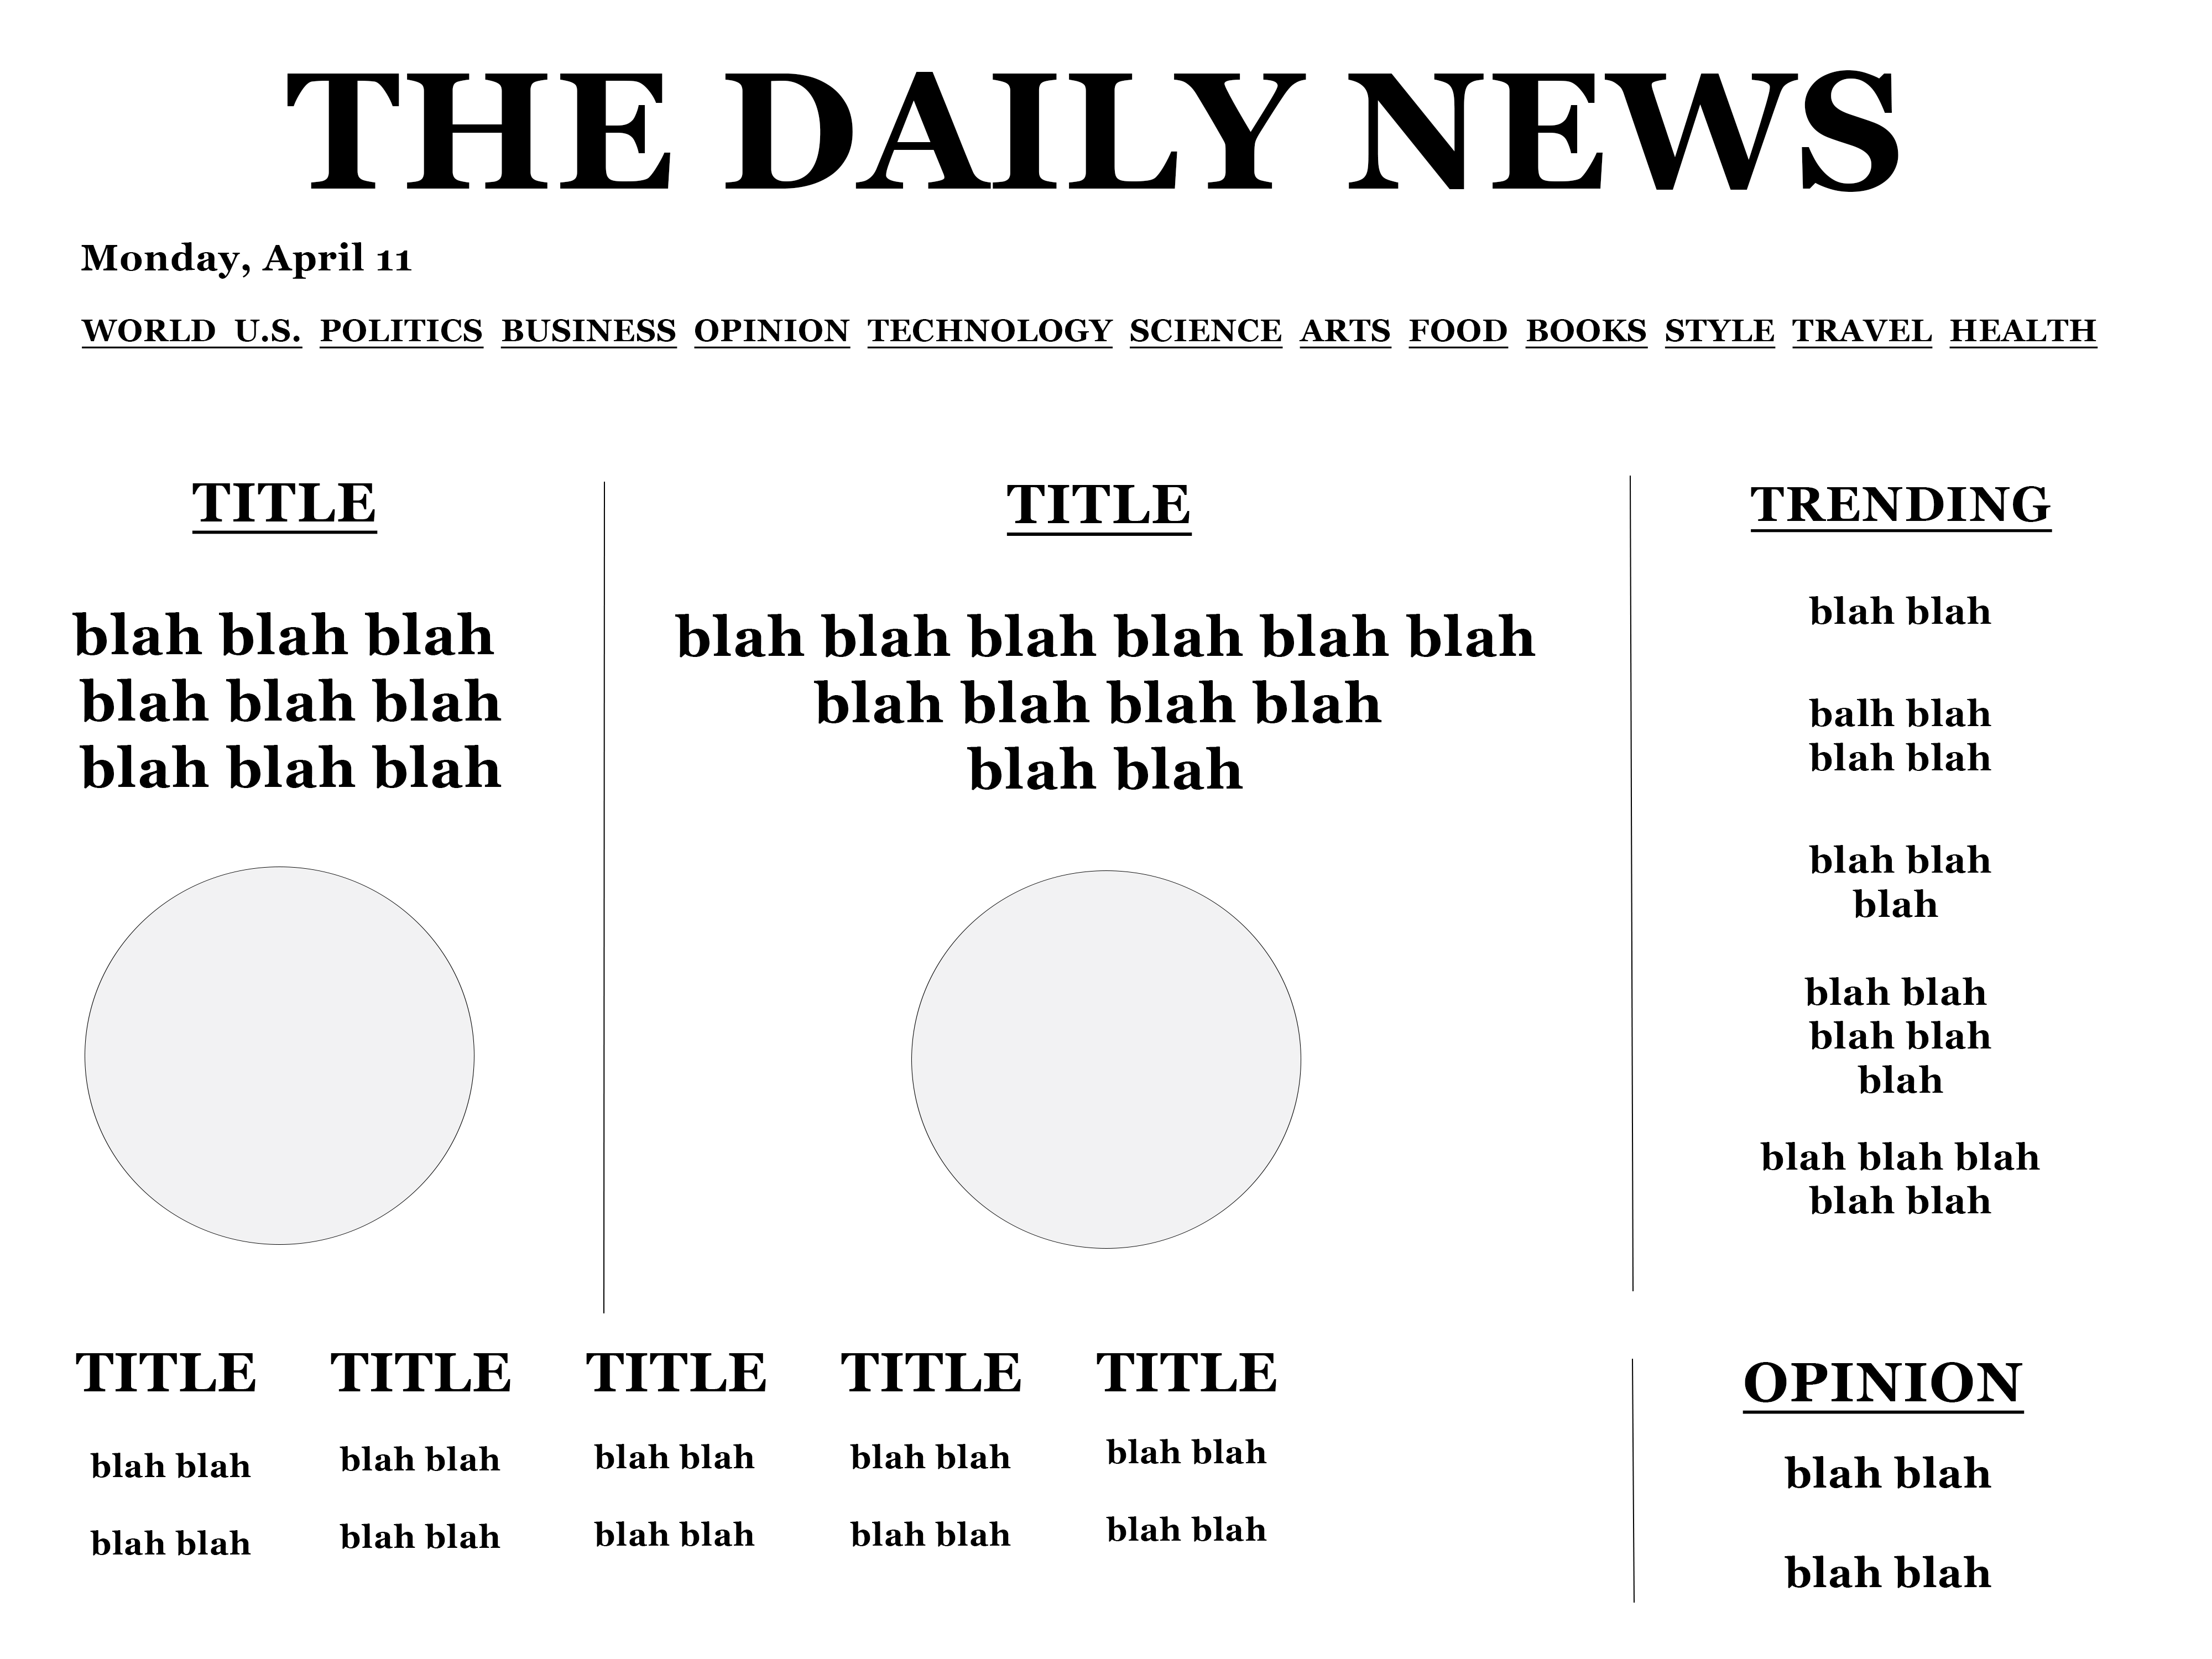 THE DAILY NEWS
Monday, April 11
WORLD U.S. POLITICS BUSINESS OPINION TECHNOLOGY SCIENCE ARTS FOOD BOOKS STYLE TRAVEL HEALTH
TITLE
blah blah blah
blah blah blah
blah blah blah
TITLE
blah blah blah blah blah blah
blah blah blah blah
blah blah
TRENDING
blah blah
balh blah
blah blah
blah blah
blah
blah blah
blah blah
blah
blah blah blah
blah blah
TITLE
blah blah
blah blah
TITLE
blah blah
blah blah
TITLE
blah blah
blah blah
TITLE
blah blah
blah blah
TITLE
blah blah
blah blah
OPINION
blah blah
blah blah